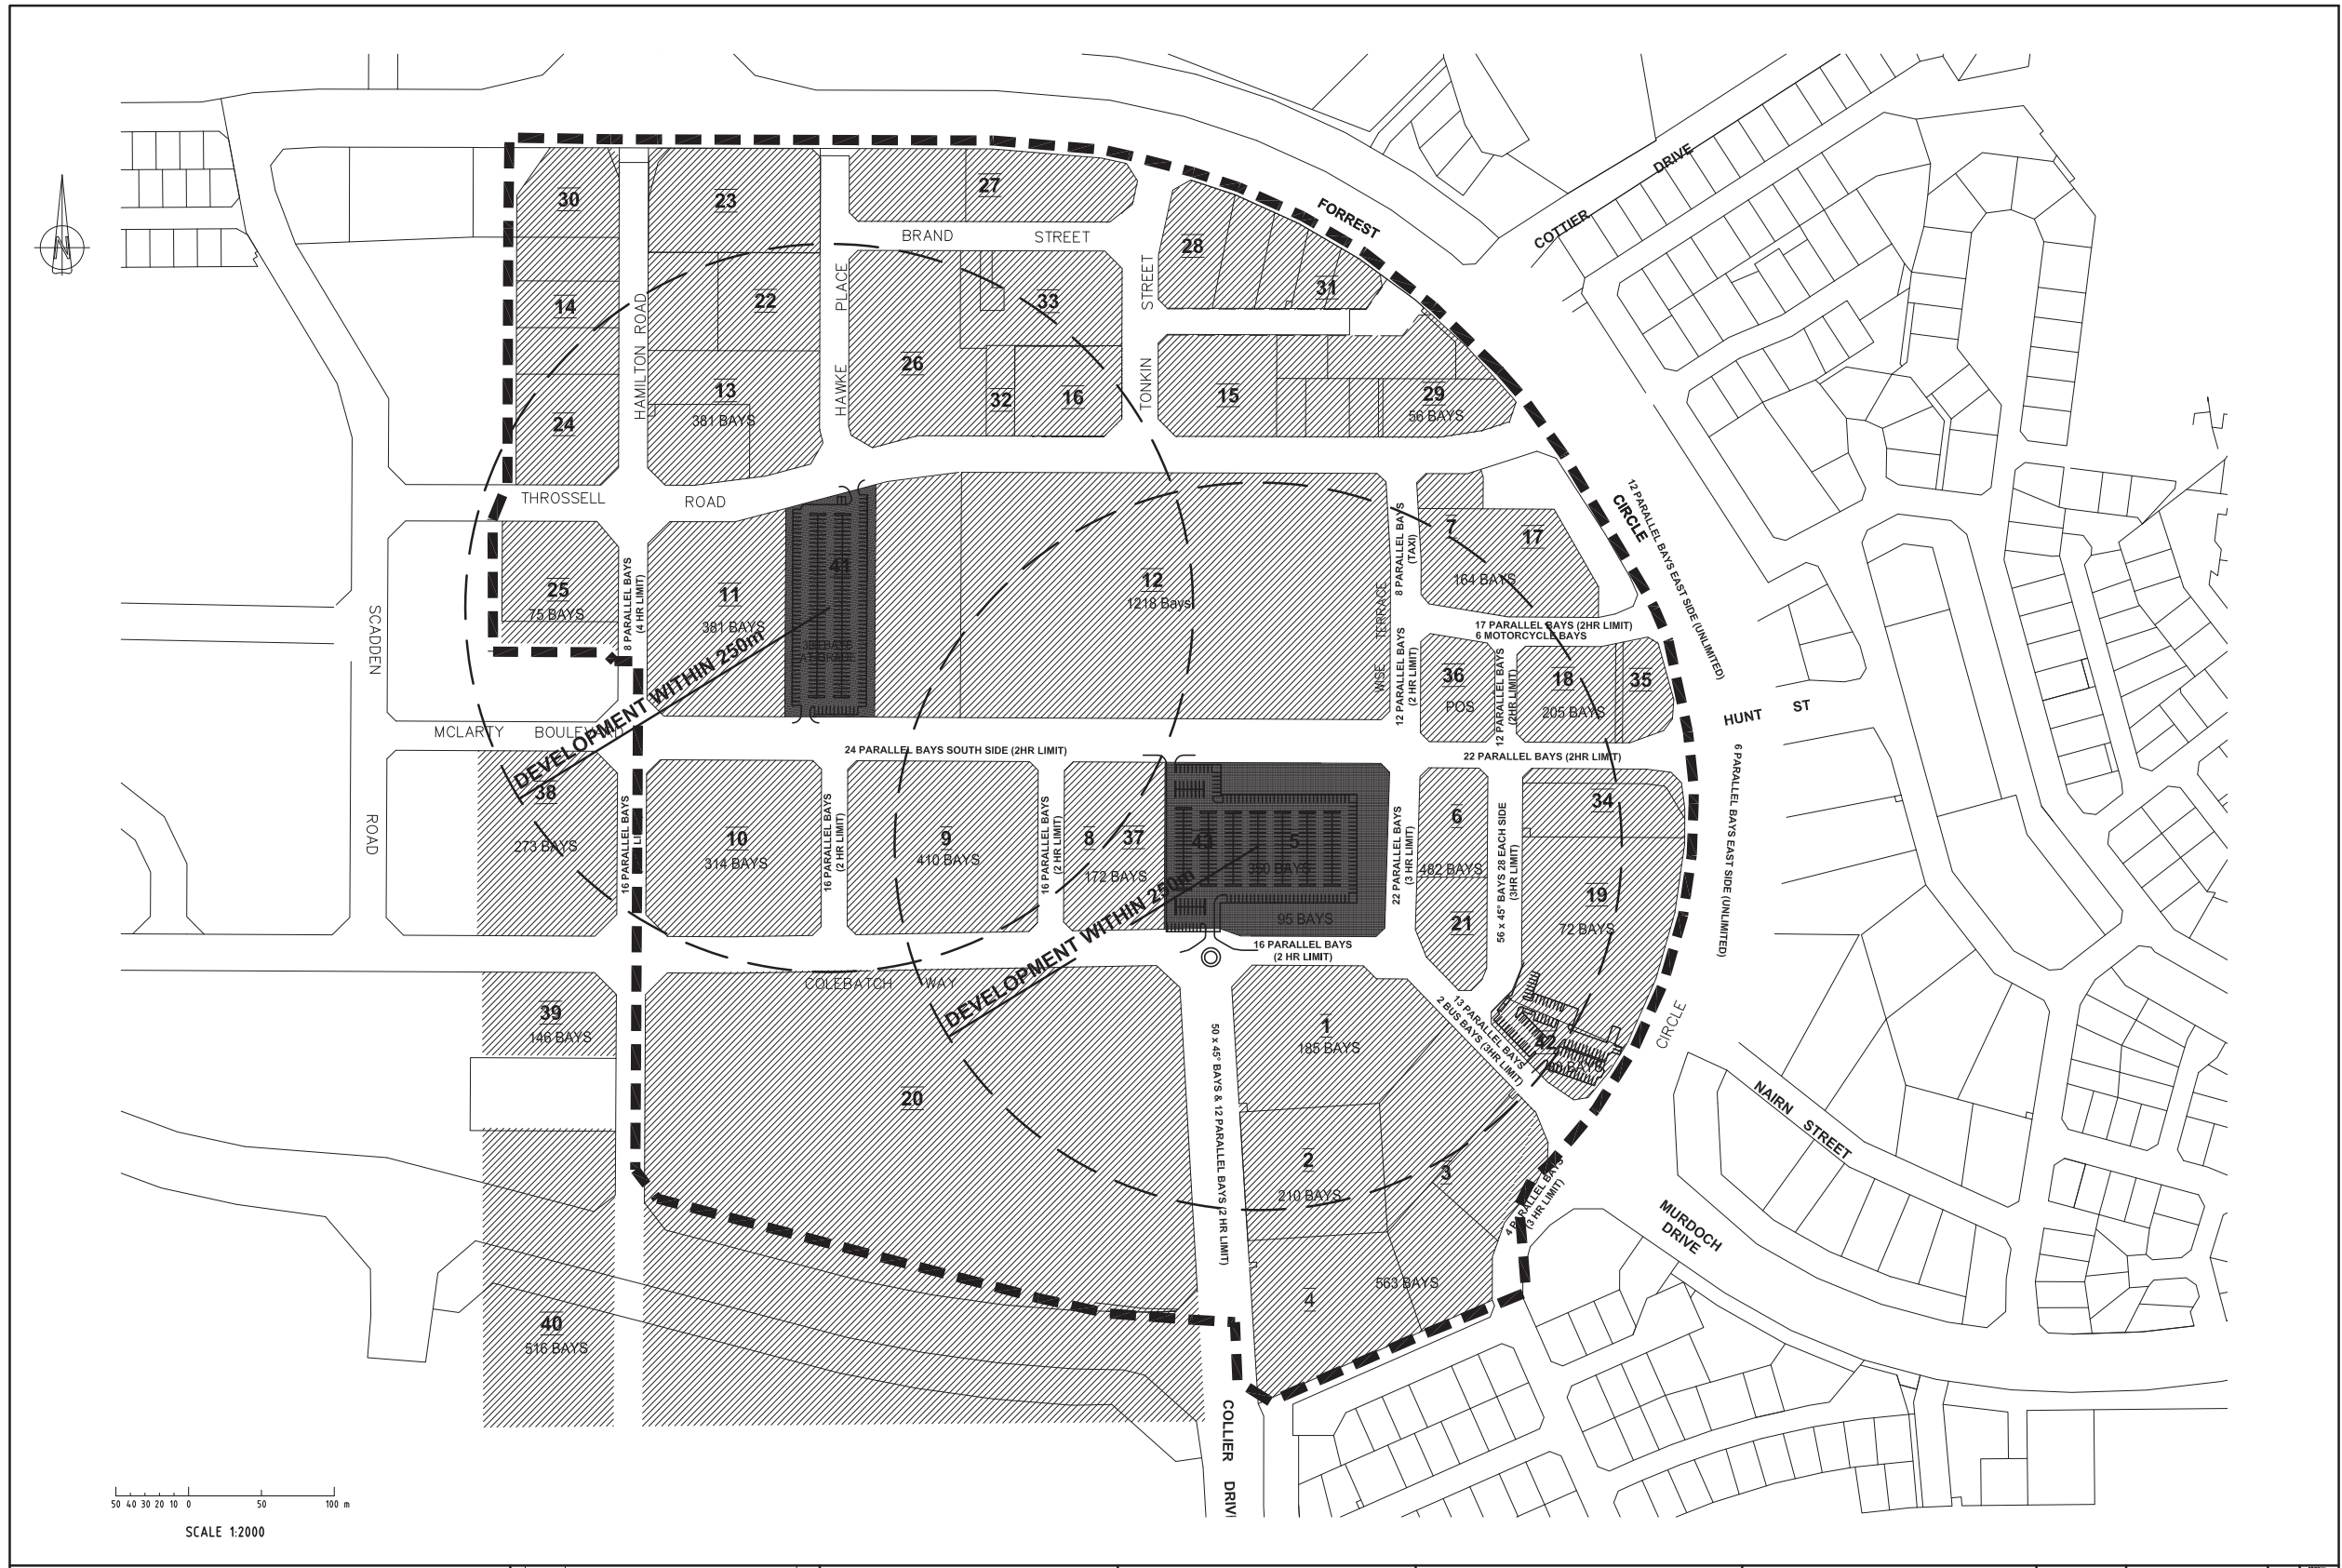 30
23
27
FORREST
COTTIER
DRIVE
BRAND STREET
28
31
14
22
33
HAMILTON ROAD
HAWKE PLACE
TONKIN STREET
26
24
13
381 BAYS
32
16
15
29
56 BAYS
THROSSELL ROAD
12 PARALLEL BAYS EAST SIDE (UNLIMITED)
CIRCLE
25
75 BAYS
8 PARALLEL BAYS
(4 HR LIMIT)
11
381 BAYS
41
12
1218 Bays
8 PARALLEL BAYS
(TAXI)
7
17
164 BAYS
17 PARALLEL BAYS (2HR LIMIT)
6 MOTORCYCLE BAYS
WISE TERRACE
12 PARALLEL BAYS
(2 HR LIMIT)
36
POS
12 PARALLEL BAYS
(2HR LIMIT)
18
205 BAYS
35
HUNT ST
SCADDEN
ROAD
MCLARTY BOULEVARD
DEVELOPMENT WITHIN 250m
24 PARALLEL BAYS SOUTH SIDE (2HR LIMIT)
22 PARALLEL BAYS (2HR LIMIT)
6 PARALLEL BAYS EAST SIDE (UNLIMITED)
38
273 BAYS
16 PARALLEL BAYS
10
314 BAYS
16 PARALLEL BAYS
(2 HR LIMIT)
9
410 BAYS
16 PARALLEL BAYS
(2 HR LIMIT)
8
37
172 BAYS
43
5
350 BAYS
95 BAYS
22 PARALLEL BAYS
(3 HR LIMIT)
6
482 BAYS
21
56 x 45° BAYS 28 EACH SIDE
(3HR LIMIT)
34
19
72 BAYS
16 PARALLEL BAYS
(2 HR LIMIT)
DEVELOPMENT WITHIN 250m
COLEBATCH WAY
39
146 BAYS
20
50 x 45° BAYS & 12 PARALLEL BAYS (2 HR LIMIT)
1
185 BAYS
13 PARALLEL BAYS
2 BUS BAYS (3HR LIMIT)
42
CIRCLE
NAIRN STREET
2
210 BAYS
3
4 PARALLEL BAYS
(3 HR LIMIT)
MURDOCH
DRIVE
4
563 BAYS
40
516 BAYS
COLLIER
N
50 40 30 20 10 0 50 100 m
SCALE 1:2000